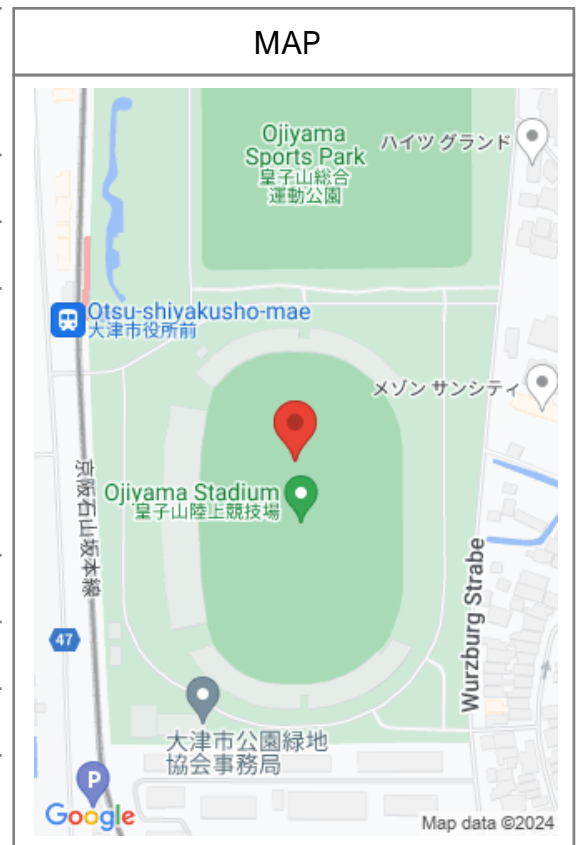 MAP
Ojiyama
Sports Park
皇子山総合
運動公園
ハイツ グランド
Otsu-shiyakusho-mae
大津市役所前
メゾン サンシティ
京阪石山坂本線
Ojiyama Stadium
皇子山陸上競技場
Wurzburg Strabe
47
大津市公園緑地
協会事務局
P
Google
Map data ©2024